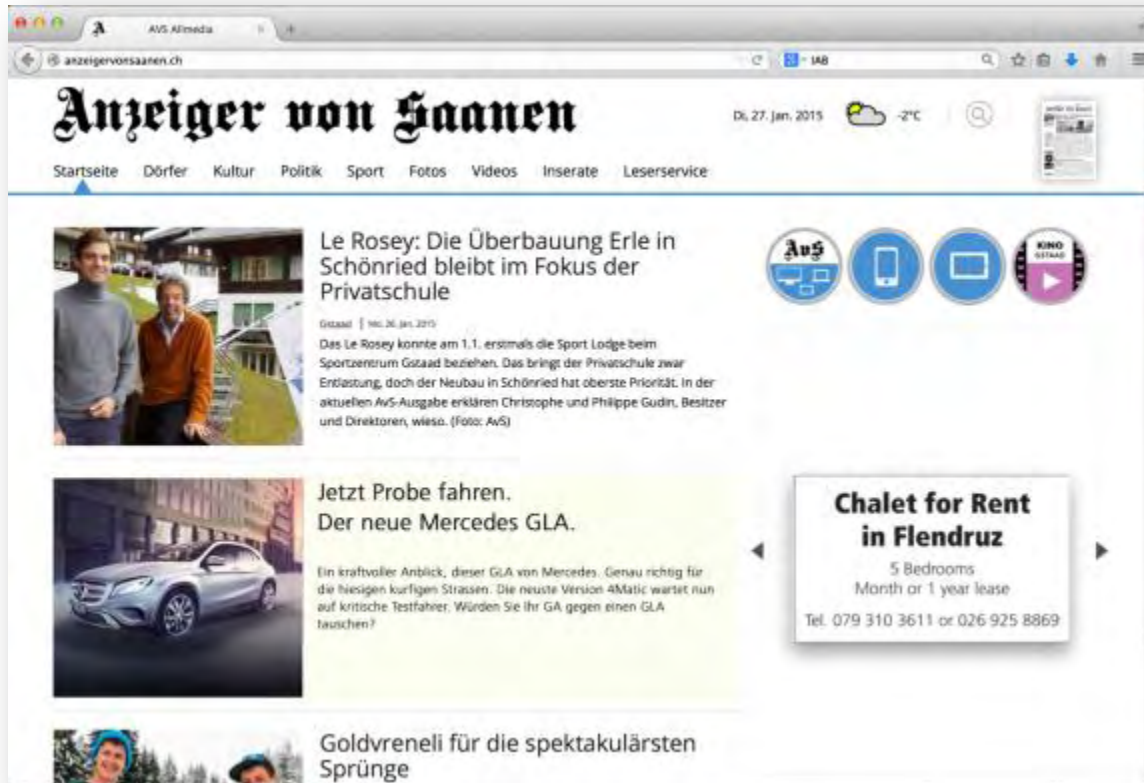 AVS Allmedia
anzeigervonsaanen.ch
IAB
Anzeiger von Saanen
Di, 27. Jan. 2015
-2°C
Startseite Dörfer Kultur Politik Sport Fotos Videos Inserate Leserservice
Le Rosey: Die Überbauung Erle in
Schönried bleibt im Fokus der
Privatschule
Gstaad | Mo, 26. Jan. 2015
Das Le Rosey konnte am 1.1. erstmals die Sport Lodge beim
Sportzentrum Gstaad beziehen. Das bringt der Privatschule zwar
Entlastung, doch der Neubau in Schönried hat oberste Priorität. In der
aktuellen AvS-Ausgabe erklären Christophe und Philippe Gudin, Besitzer
und Direktoren, wieso. (Foto: AvS)
AvS
KINO
GSTAAD
Jetzt Probe fahren.
Der neue Mercedes GLA.
Ein kraftvoller Anblick, dieser GLA von Mercedes. Genau richtig für
die hiesigen kurfigen Strassen. Die neuste Version 4Matic wartet nun
auf kritische Testfahrer. Würden Sie Ihr GA gegen einen GLA
tauschen?
Chalet for Rent
in Flendruz
5 Bedrooms
Month or 1 year lease
Tel. 079 310 3611 or 026 925 8869
Goldvreneli für die spektakulärsten
Sprünge